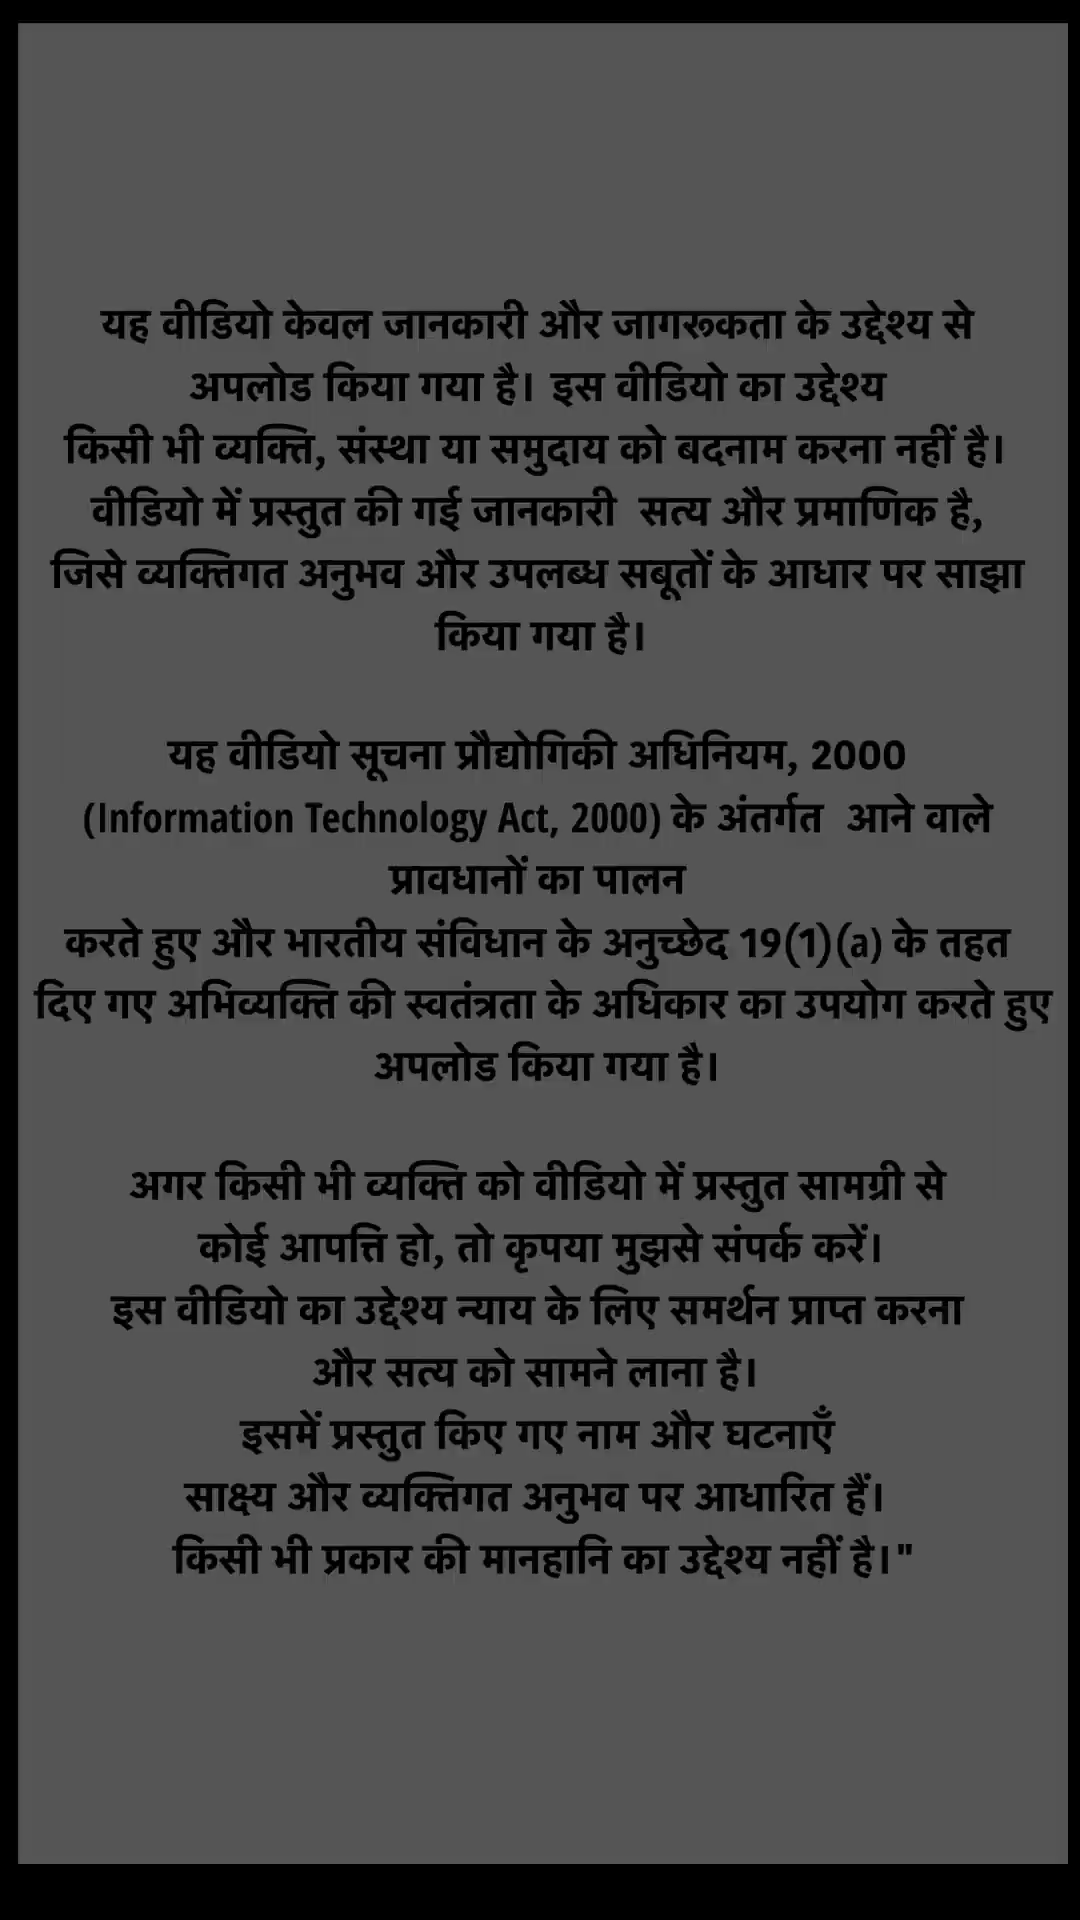 यह वीडियो केवल जानकारी और जागरूकता के उद्देश्य से
अपलोड किया गया है। इस वीडियो का उद्देश्य
किसी भी व्यक्ति, संस्था या समुदाय को बदनाम करना नहीं है।
वीडियो में प्रस्तुत की गई जानकारी सत्य और प्रमाणिक है,
जिसे व्यक्तिगत अनुभव और उपलब्ध सबूतों के आधार पर साझा
किया गया है।
यह वीडियो सूचना प्रौद्योगिकी अधिनियम, 2000
(Information Technology Act, 2000) के अंतर्गत आने वाले
प्रावधानों का पालन
करते हुए और भारतीय संविधान के अनुच्छेद 19(1)(a) के तहत
दिए गए अभिव्यक्ति की स्वतंत्रता के अधिकार का उपयोग करते हुए
अपलोड किया गया है।
अगर किसी भी व्यक्ति को वीडियो में प्रस्तुत सामग्री से
कोई आपत्ति हो, तो कृपया मुझसे संपर्क करें।
इस वीडियो का उद्देश्य न्याय के लिए समर्थन प्राप्त करना
और सत्य को सामने लाना है।
इसमें प्रस्तुत किए गए नाम और घटनाएँ
साक्ष्य और व्यक्तिगत अनुभव पर आधारित हैं।
किसी भी प्रकार की मानहानि का उद्देश्य नहीं है।"